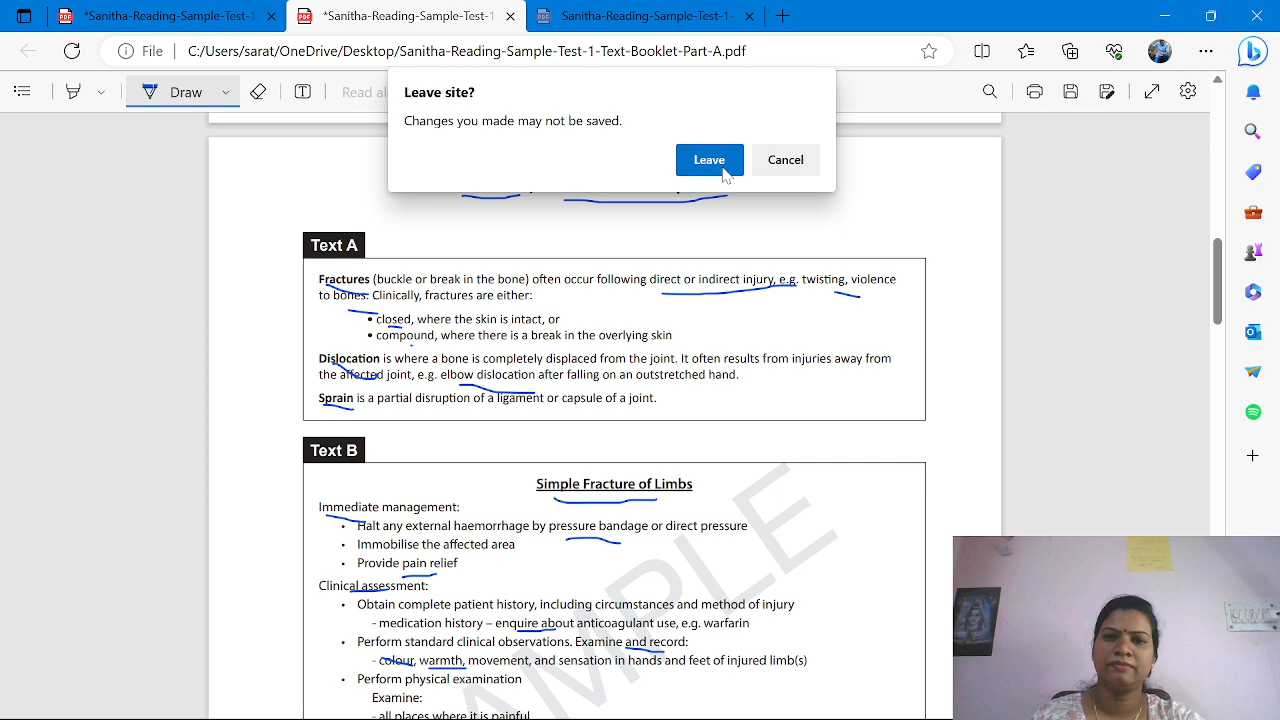 *Sanitha-Reading-Sample-Test-1
*Sanitha-Reading-Sample-Test-1
Sanitha-Reading-Sample-Test-1-
File
C:/Users/sarat/OneDrive/Desktop/Sanitha-Reading-Sample-Test-1-Text-Booklet-Part-A.pdf
Draw
Read al
Leave site?
Changes you made may not be saved.
Leave
Cancel
Text A
Fractures (buckle or break in the bone) often occur following direct or indirect injury, e.g. twisting, violence
to bones. Clinically, fractures are either:
• closed, where the skin is intact, or
• compound, where there is a break in the overlying skin
Dislocation is where a bone is completely displaced from the joint. It often results from injuries away from
the affected joint, e.g. elbow dislocation after falling on an outstretched hand.
Sprain is a partial disruption of a ligament or capsule of a joint.
Text B
Simple Fracture of Limbs
Immediate management:
• Halt any external haemorrhage by pressure bandage or direct pressure
• Immobilise the affected area
• Provide pain relief
Clinical assessment:
• Obtain complete patient history, including circumstances and method of injury
- medication history – enquire about anticoagulant use, e.g. warfarin
• Perform standard clinical observations. Examine and record:
- colour, warmth, movement, and sensation in hands and feet of injured limb(s)
• Perform physical examination
Examine:
- all places where it is painful
AMPLE